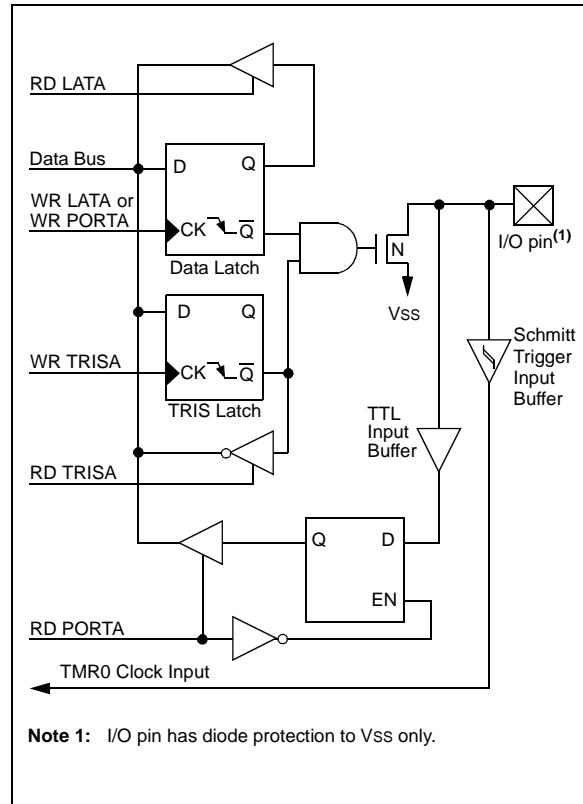 RD LATA
Data Bus
WR LATA or
WR PORTA
D Q
CK Q
Data Latch
N
VSS
I/O pin(1)
D Q
WR TRISA
CK Q
TRIS Latch
Schmitt
Trigger
Input
Buffer
TTL
Input
Buffer
RD TRISA
Q D
EN
RD PORTA
TMR0 Clock Input
Note 1: I/O pin has diode protection to VSS only.